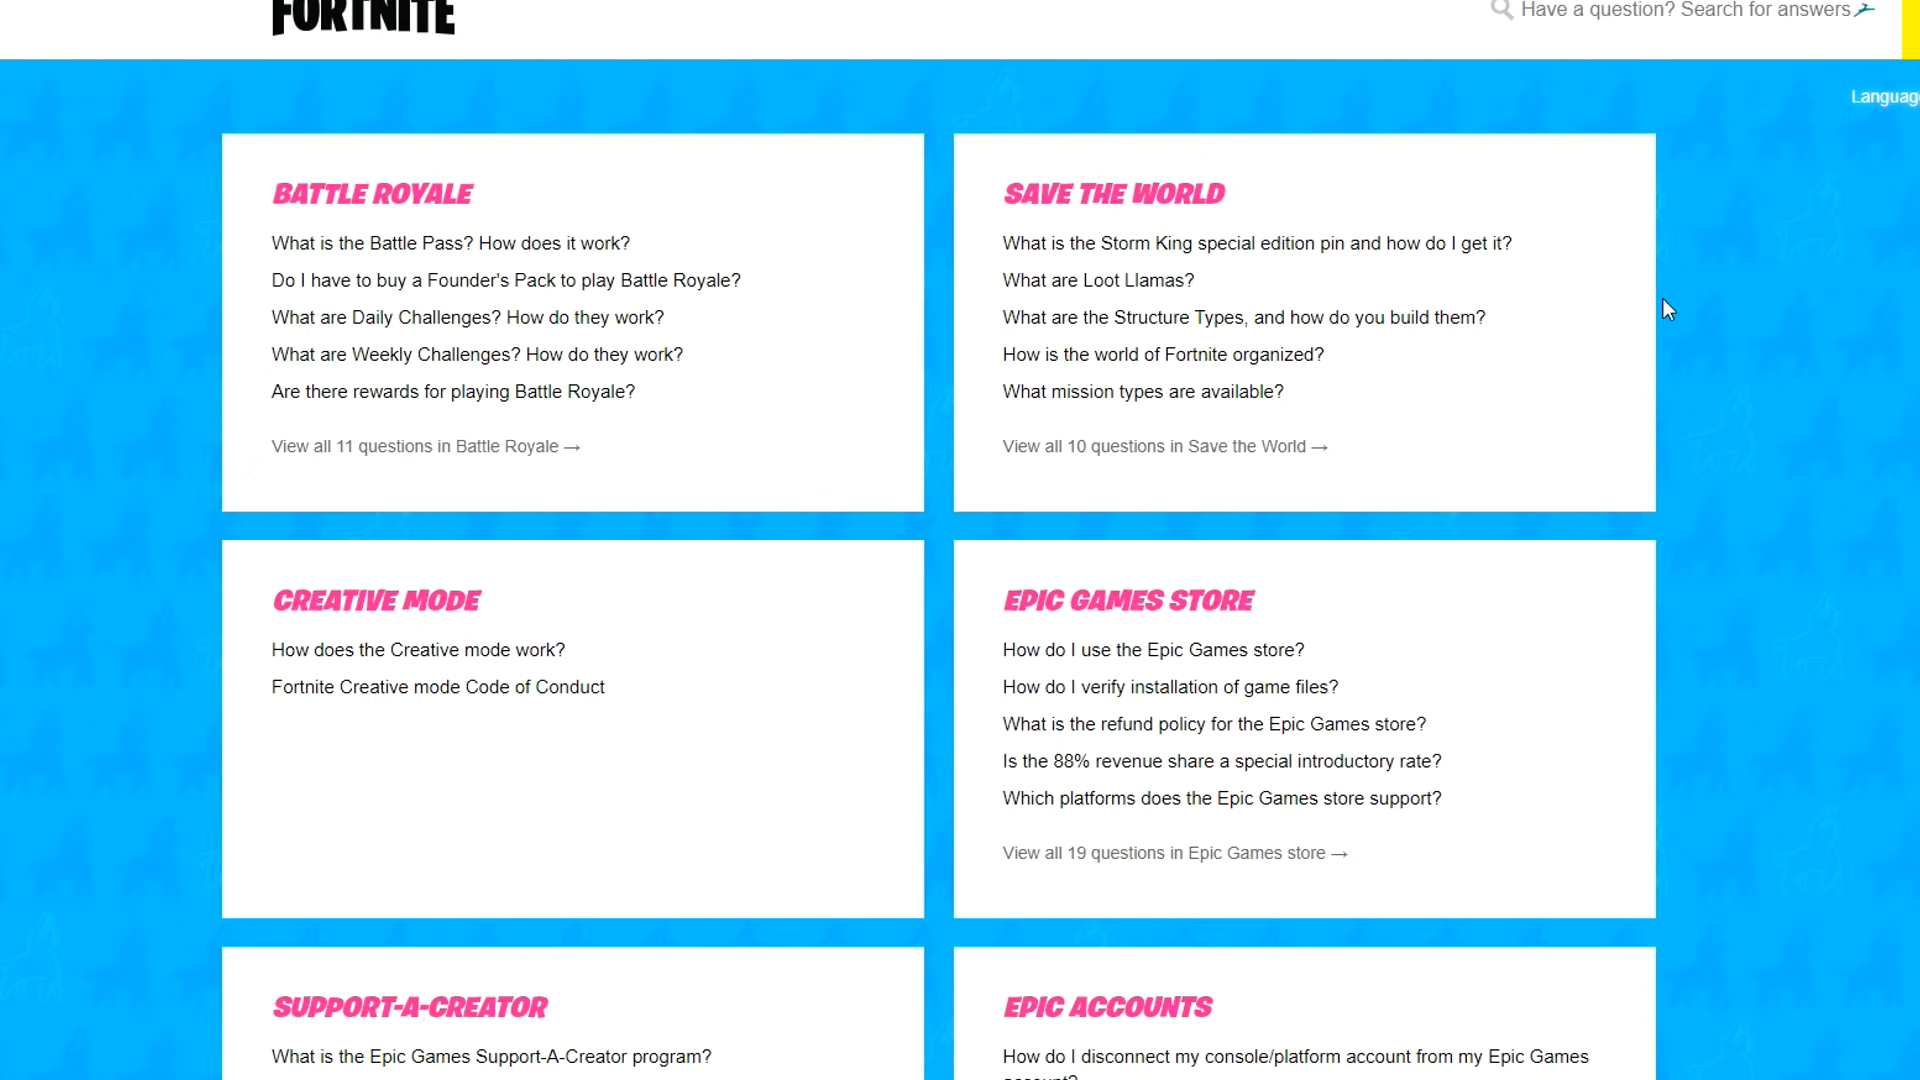 FORTNITE
Have a question? Search for answers
Language
BATTLE ROYALE
What is the Battle Pass? How does it work?
Do I have to buy a Founder's Pack to play Battle Royale?
What are Daily Challenges? How do they work?
What are Weekly Challenges? How do they work?
Are there rewards for playing Battle Royale?
View all 11 questions in Battle Royale →
SAVE THE WORLD
What is the Storm King special edition pin and how do I get it?
What are Loot Llamas?
What are the Structure Types, and how do you build them?
How is the world of Fortnite organized?
What mission types are available?
View all 10 questions in Save the World →
CREATIVE MODE
How does the Creative mode work?
Fortnite Creative mode Code of Conduct
EPIC GAMES STORE
How do I use the Epic Games store?
How do I verify installation of game files?
What is the refund policy for the Epic Games store?
Is the 88% revenue share a special introductory rate?
Which platforms does the Epic Games store support?
View all 19 questions in Epic Games store →
SUPPORT-A-CREATOR
What is the Epic Games Support-A-Creator program?
EPIC ACCOUNTS
How do I disconnect my console/platform account from my Epic Games
account?